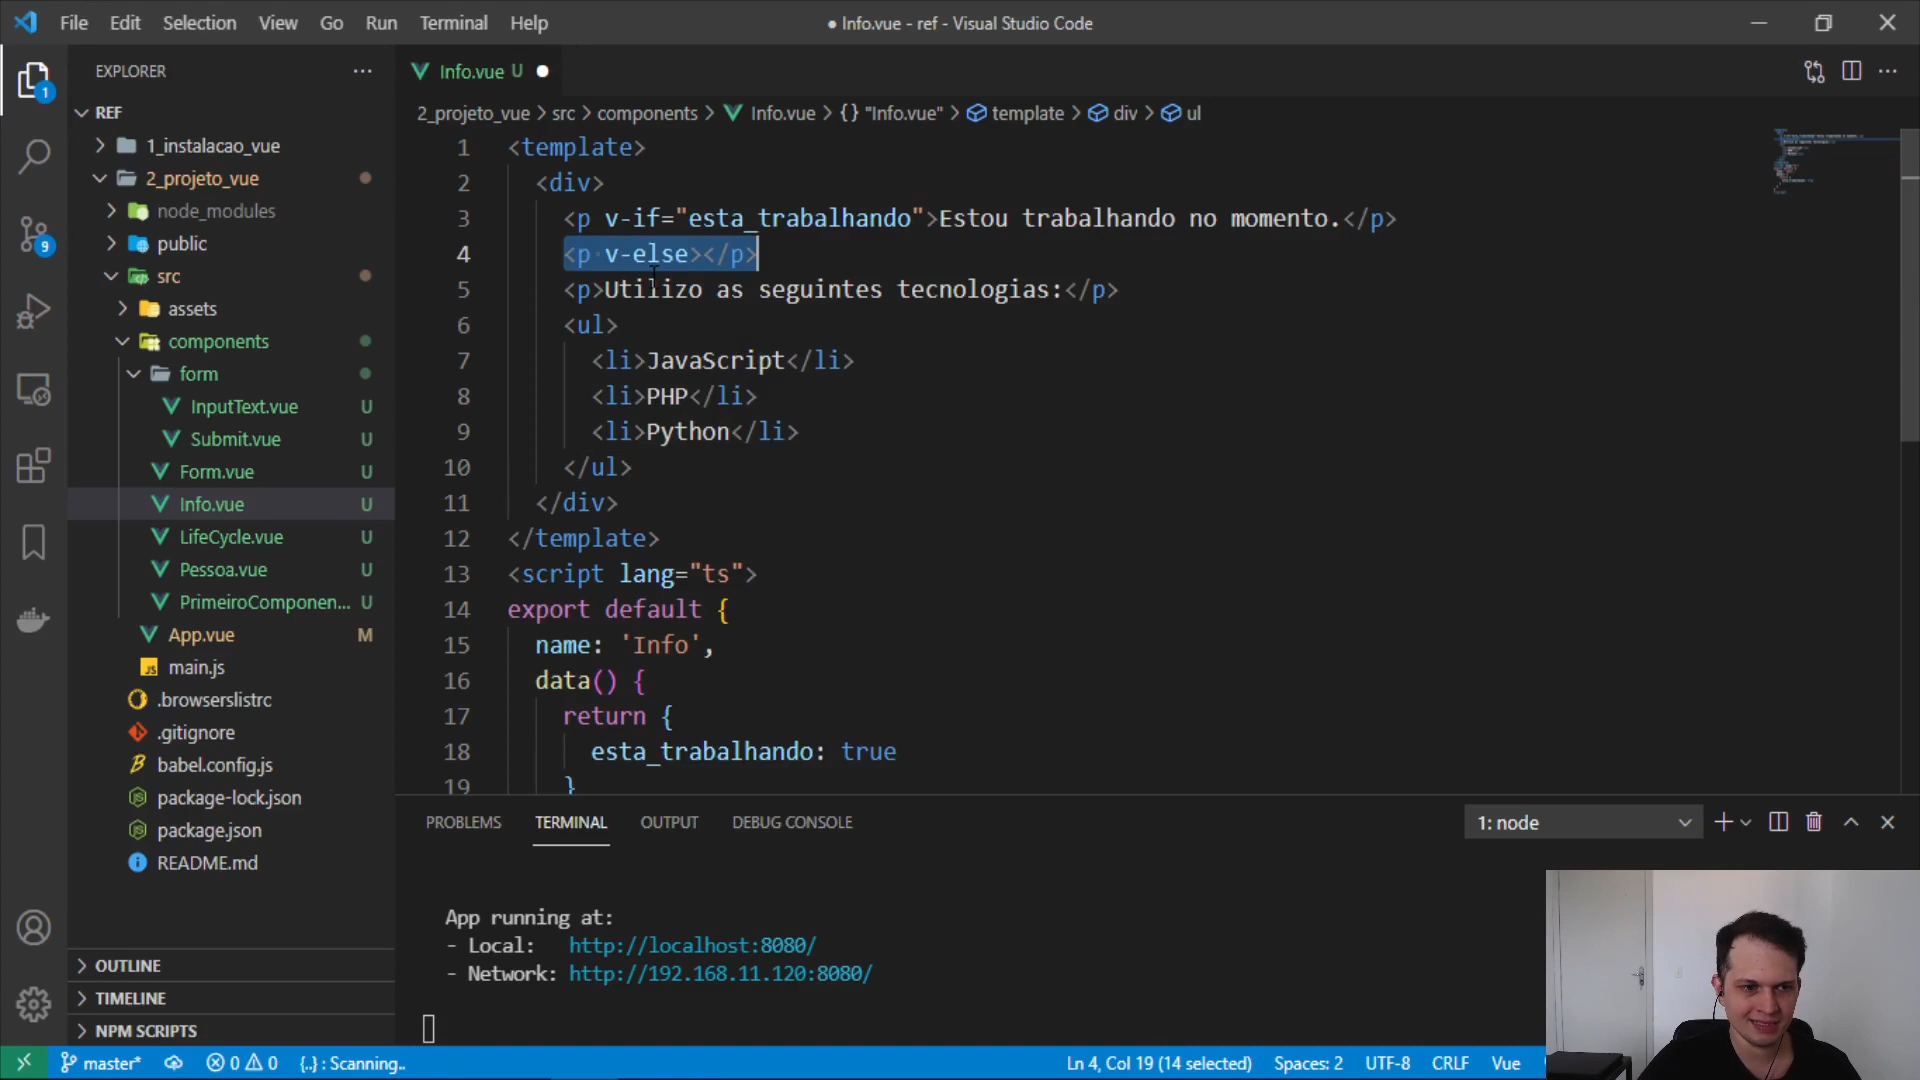 File Edit Selection View Go Run Terminal Help
● Info.vue - ref - Visual Studio Code
EXPLORER
REF
1_instalacao_vue
2_projeto_vue
node_modules
public
src
assets
components
form
InputText.vue U
Submit.vue U
Form.vue U
Info.vue U
LifeCycle.vue U
Pessoa.vue U
PrimeiroComponen... U
App.vue M
main.js
.browserslistrc
.gitignore
babel.config.js
package-lock.json
package.json
README.md
OUTLINE
TIMELINE
NPM SCRIPTS
1
9
Info.vue U
2_projeto_vue > src > components > Info.vue > {} "Info.vue" > template > div > ul
1 <template>
2 <div>
3 <p v-if="esta_trabalhando">Estou trabalhando no momento.</p>
4 <p v-else></p>
5 <p>Utilizo as seguintes tecnologias:</p>
6 <ul>
7 <li>JavaScript</li>
8 <li>PHP</li>
9 <li>Python</li>
10 </ul>
11 </div>
12 </template>
13 <script lang="ts">
14 export default {
15 name: 'Info',
16 data() {
17 return {
18 esta_trabalhando: true
19 }
PROBLEMS TERMINAL OUTPUT DEBUG CONSOLE
1: node
App running at:
- Local: http://localhost:8080/
- Network: http://192.168.11.120:8080/
master* 0 0 {..} : Scanning..
Ln 4, Col 19 (14 selected) Spaces: 2 UTF-8 CRLF Vue